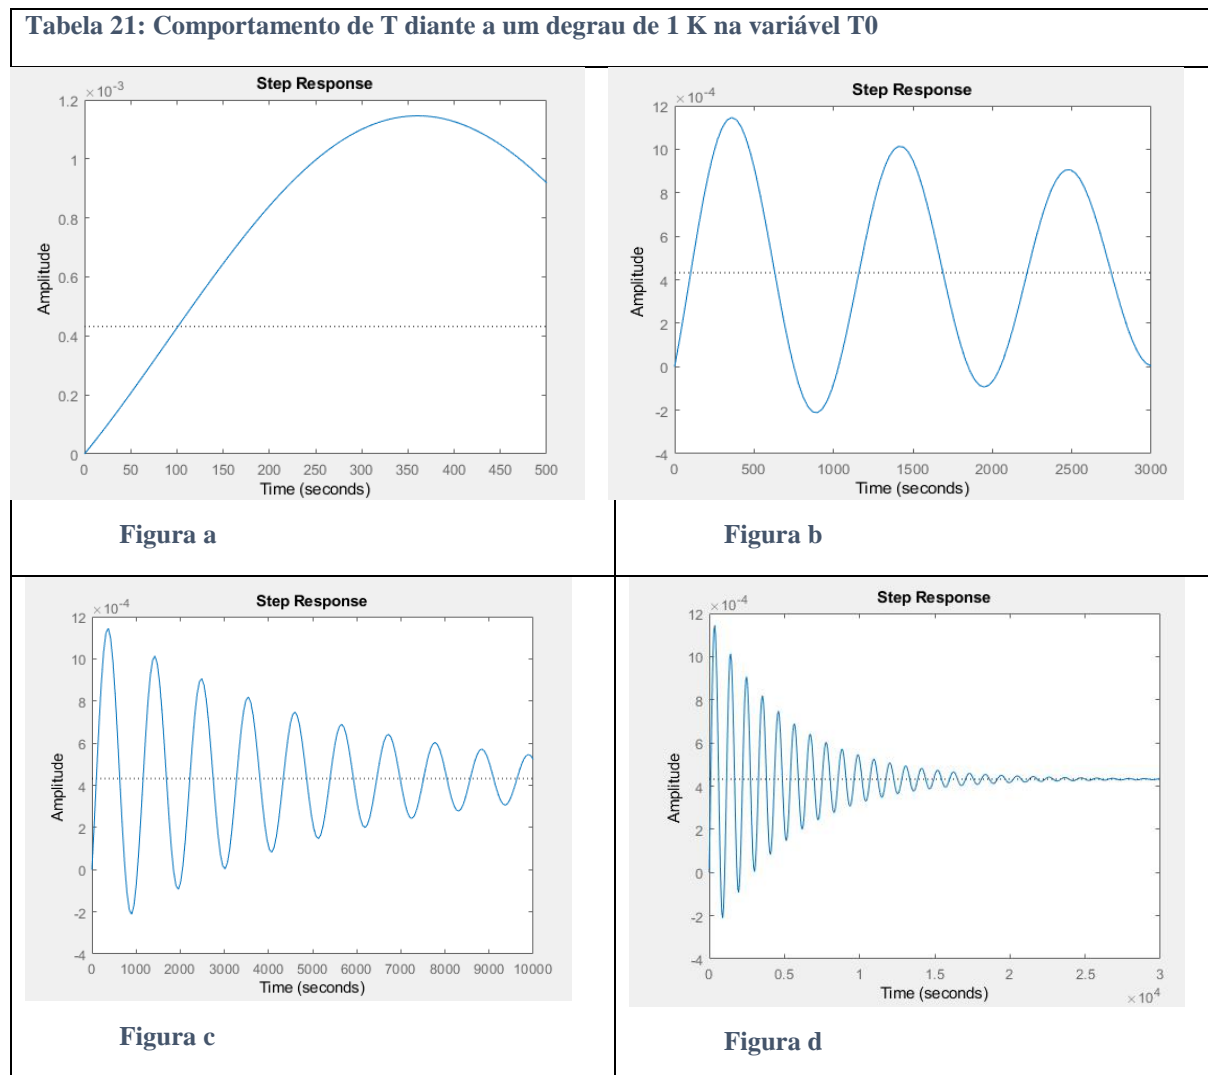 Tabela 21: Comportamento de T diante a um degrau de 1 K na variável T0
Step Response
×10⁻³
1.2
1
0.8
0.6
0.4
0.2
0
Amplitude
0 50 100 150 200 250 300 350 400 450 500
Time (seconds)
Figura a
Step Response
×10⁻⁴
12
10
8
6
4
2
0
-2
-4
Amplitude
0 500 1000 1500 2000 2500 3000
Time (seconds)
Figura b
Step Response
×10⁻⁴
12
10
8
6
4
2
0
-2
-4
Amplitude
0 1000 2000 3000 4000 5000 6000 7000 8000 9000 10000
Time (seconds)
Figura c
Step Response
×10⁻⁴
12
10
8
6
4
2
0
-2
-4
Amplitude
0 0.5 1 1.5 2 2.5 3
Time (seconds)
×10⁴
Figura d